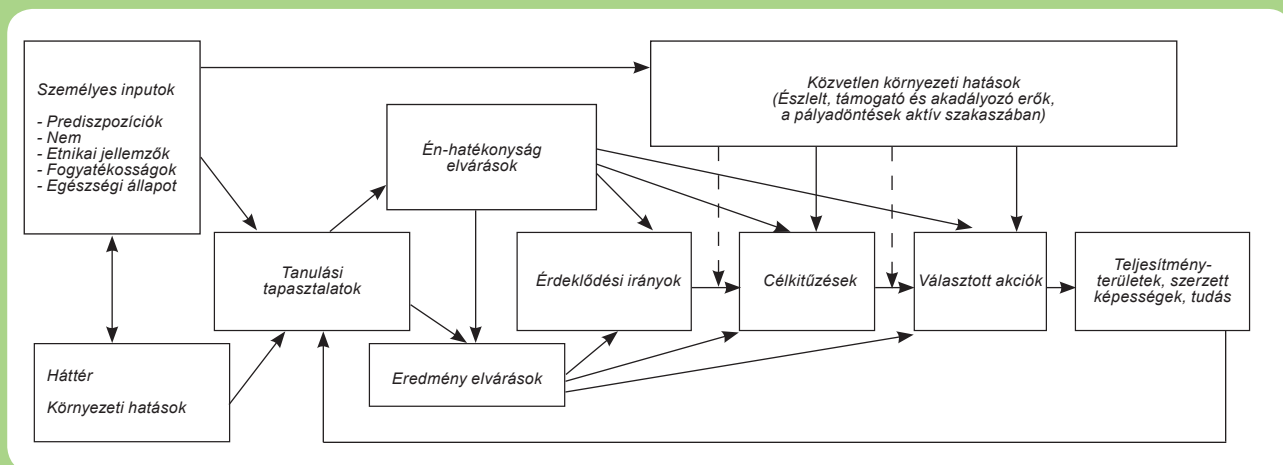 Személyes inputok
- Prediszpozíciók
- Nem
- Etnikai jellemzők
- Fogyatékosságok
- Egészségi állapot
Közvetlen környezeti hatások
(Észlelt, támogató és akadályozó erők,
a pályadöntések aktív szakaszában)
Én-hatékonyság
elvárások
Tanulási
tapasztalatok
Érdeklődési irányok
Célkitűzések
Választott akciók
Teljesítmény-
területek, szerzett
képességek, tudás
Háttér
Környezeti hatások
Eredmény elvárások